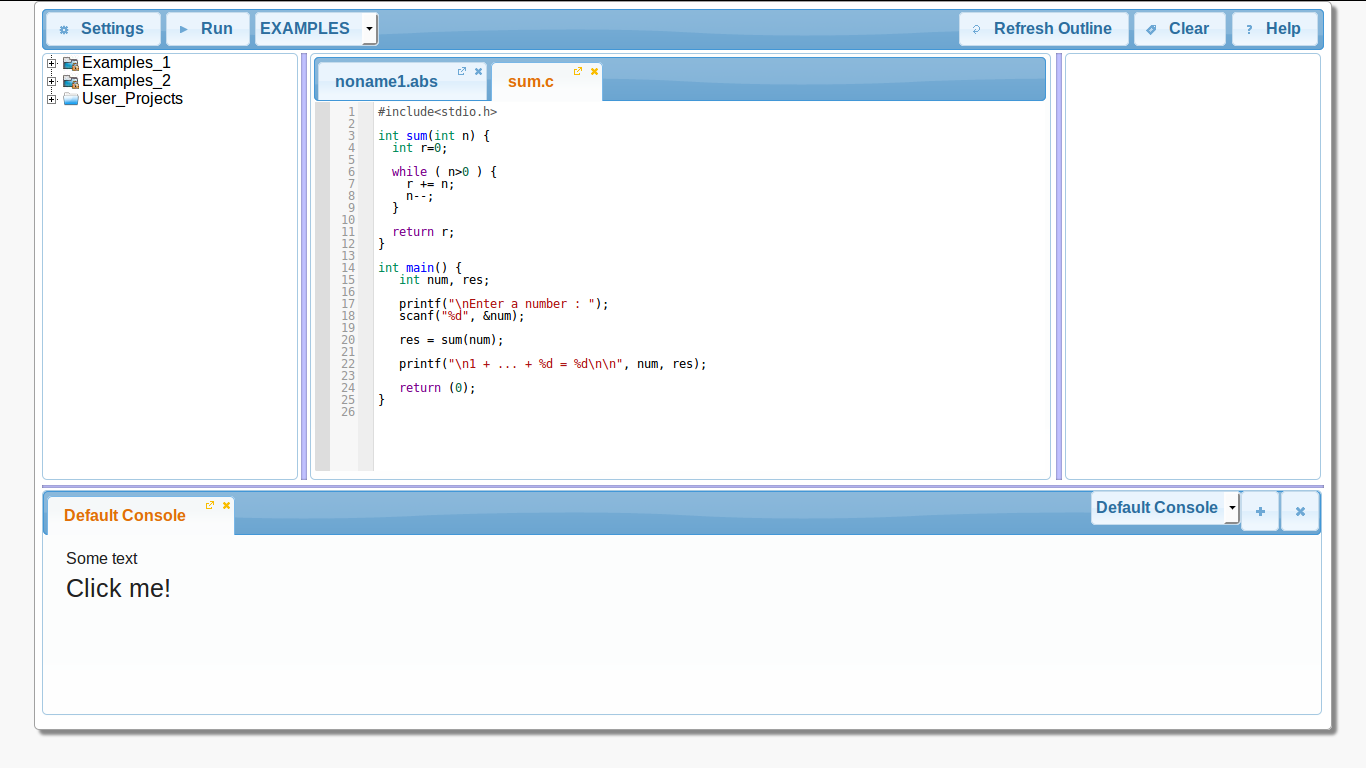 Settings Run EXAMPLES Refresh Outline Clear ? Help
Examples_1
Examples_2
User_Projects
noname1.abs sum.c
1 #include<stdio.h>
2
3 int sum(int n) {
4   int r=0;
5
6   while ( n>0 ) {
7     r += n;
8     n--;
9   }
10
11   return r;
12 }
13
14 int main() {
15    int num, res;
16
17    printf("\nEnter a number : ");
18    scanf("%d", &num);
19
20    res = sum(num);
21
22    printf("\n1 + ... + %d = %d\n\n", num, res);
23
24    return (0);
25 }
26
Default Console Default Console
Some text
Click me!